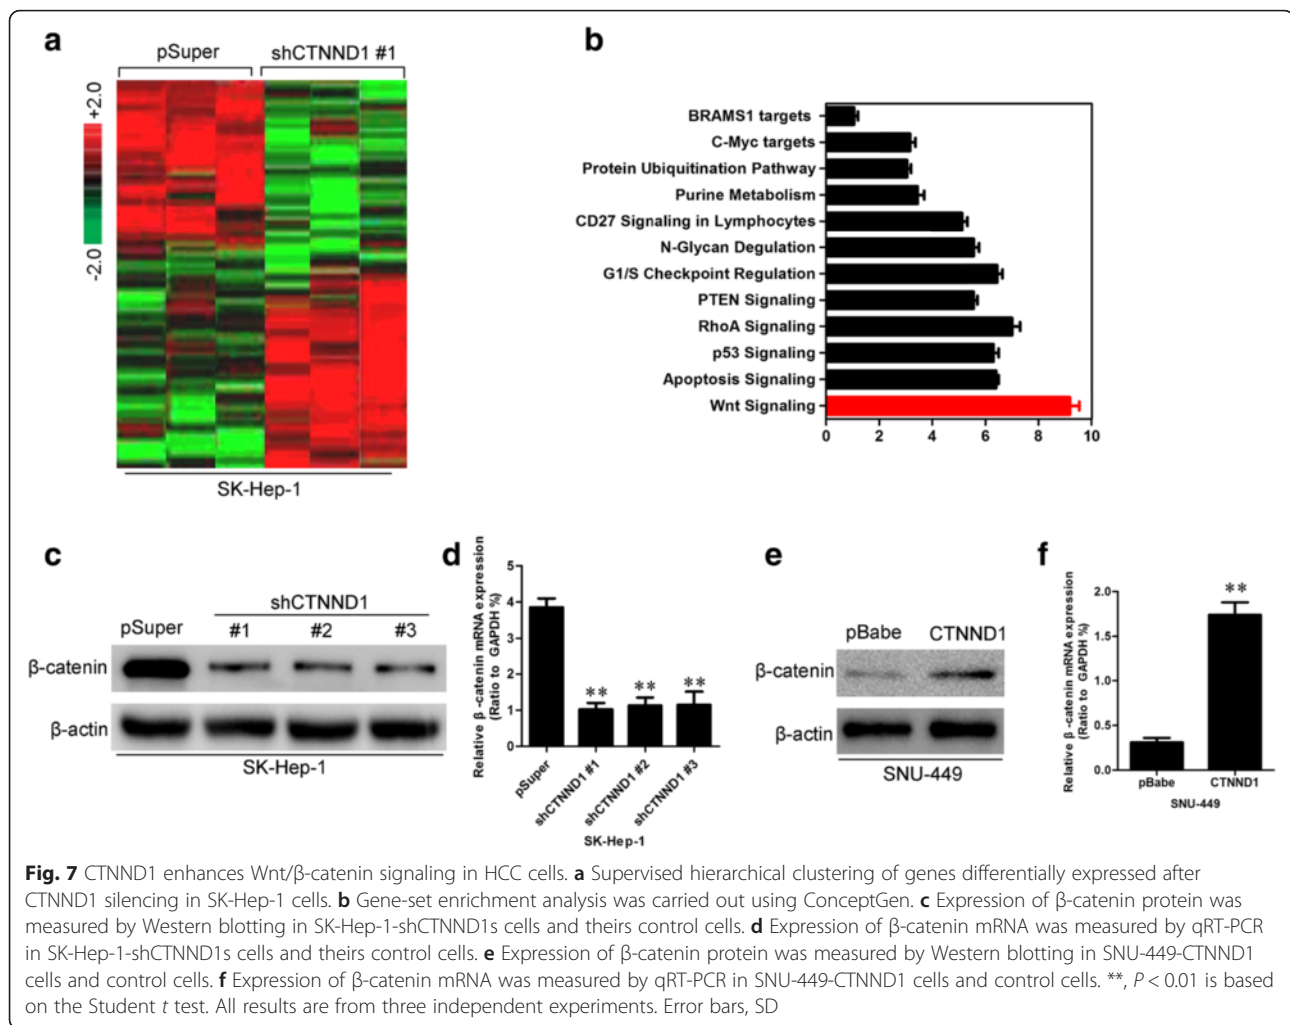 a
pSuper
shCTNND1 #1
+2.0
-2.0
SK-Hep-1
b
BRAMS1 targets
C-Myc targets
Protein Ubiquitination Pathway
Purine Metabolism
CD27 Signaling in Lymphocytes
N-Glycan Degulation
G1/S Checkpoint Regulation
PTEN Signaling
RhoA Signaling
p53 Signaling
Apoptosis Signaling
Wnt Signaling
0 2 4 6 8 10
c
shCTNND1
pSuper #1 #2 #3
β-catenin
β-actin
SK-Hep-1
d
Relative β -catenin mRNA expression
(Ratio to GAPDH %)
5
4
3
2
1
0
** ** **
pSuper
shCTNND1 #1
shCTNND1 #2
shCTNND1 #3
SK-Hep-1
e
pBabe CTNND1
β-catenin
β-actin
SNU-449
f
Relative β -catenin mRNA expression
(Ratio to GAPDH %)
2.0
1.5
1.0
0.5
0.0
**
pBabe CTNND1
SNU-449
Fig. 7 CTNND1 enhances Wnt/β-catenin signaling in HCC cells. a Supervised hierarchical clustering of genes differentially expressed after
CTNND1 silencing in SK-Hep-1 cells. b Gene-set enrichment analysis was carried out using ConceptGen. c Expression of β-catenin protein was
measured by Western blotting in SK-Hep-1-shCTNND1s cells and theirs control cells. d Expression of β-catenin mRNA was measured by qRT-PCR
in SK-Hep-1-shCTNND1s cells and theirs control cells. e Expression of β-catenin protein was measured by Western blotting in SNU-449-CTNND1
cells and control cells. f Expression of β-catenin mRNA was measured by qRT-PCR in SNU-449-CTNND1 cells and control cells. **, P < 0.01 is based
on the Student t test. All results are from three independent experiments. Error bars, SD